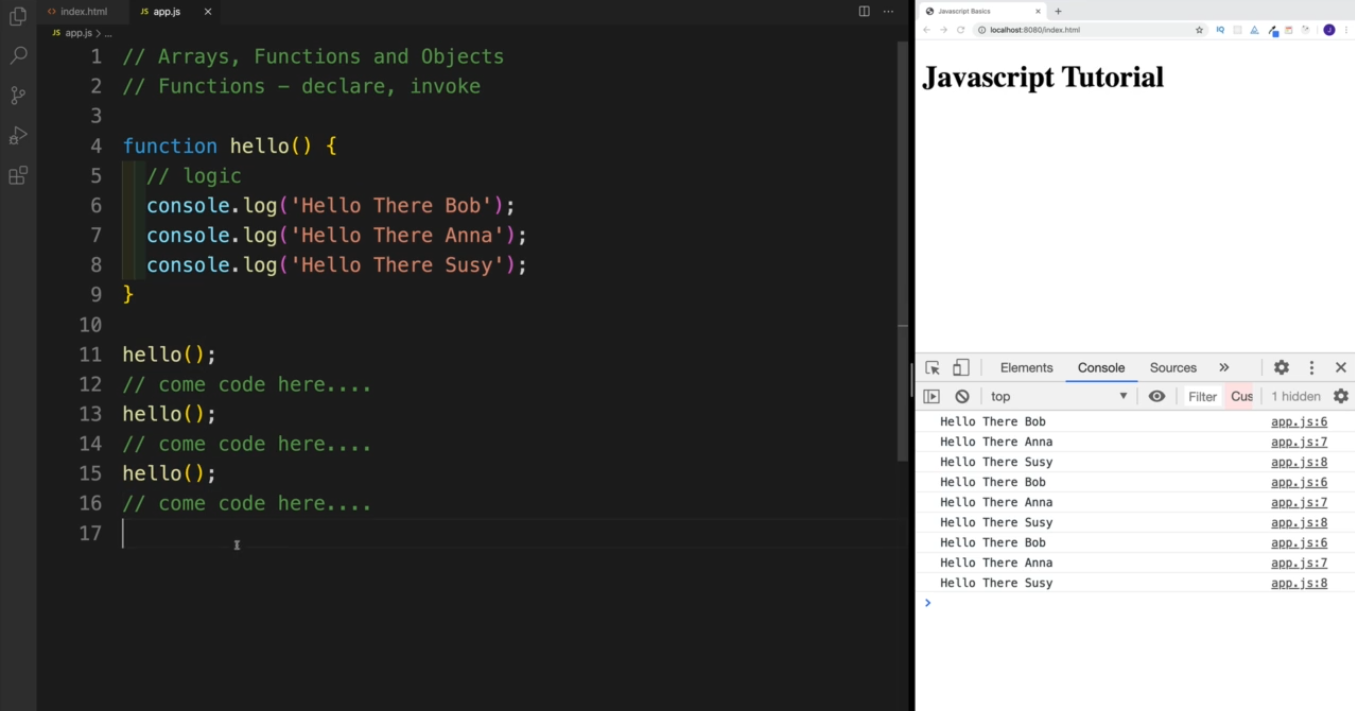 index.html
JS app.js ×
JS app.js > ...
1 // Arrays, Functions and Objects
2 // Functions – declare, invoke
3
4 function hello() {
5 // logic
6 console.log('Hello There Bob');
7 console.log('Hello There Anna');
8 console.log('Hello There Susy');
9 }
10
11 hello();
12 // come code here....
13 hello();
14 // come code here....
15 hello();
16 // come code here....
17
Javascript Basics
localhost:8080/index.html
IQ
J
Javascript Tutorial
Elements Console Sources »
top Filter Cus 1 hidden
Hello There Bob app.js:6
Hello There Anna app.js:7
Hello There Susy app.js:8
Hello There Bob app.js:6
Hello There Anna app.js:7
Hello There Susy app.js:8
Hello There Bob app.js:6
Hello There Anna app.js:7
Hello There Susy app.js:8
>